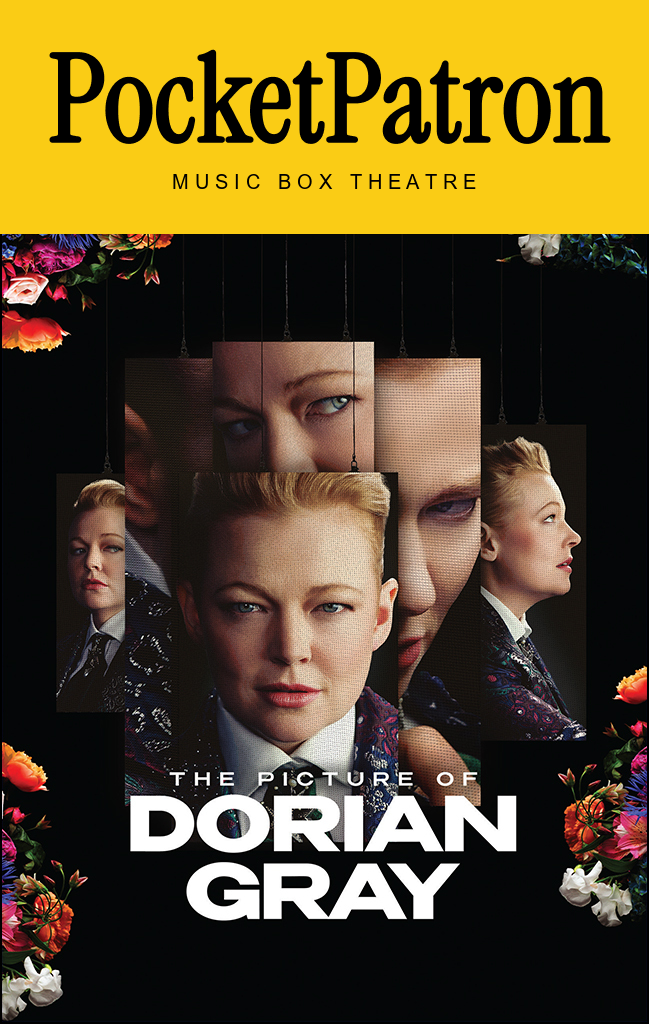 PocketPatron
MUSIC BOX THEATRE
THE PICTURE OF
DORIAN
GRAY